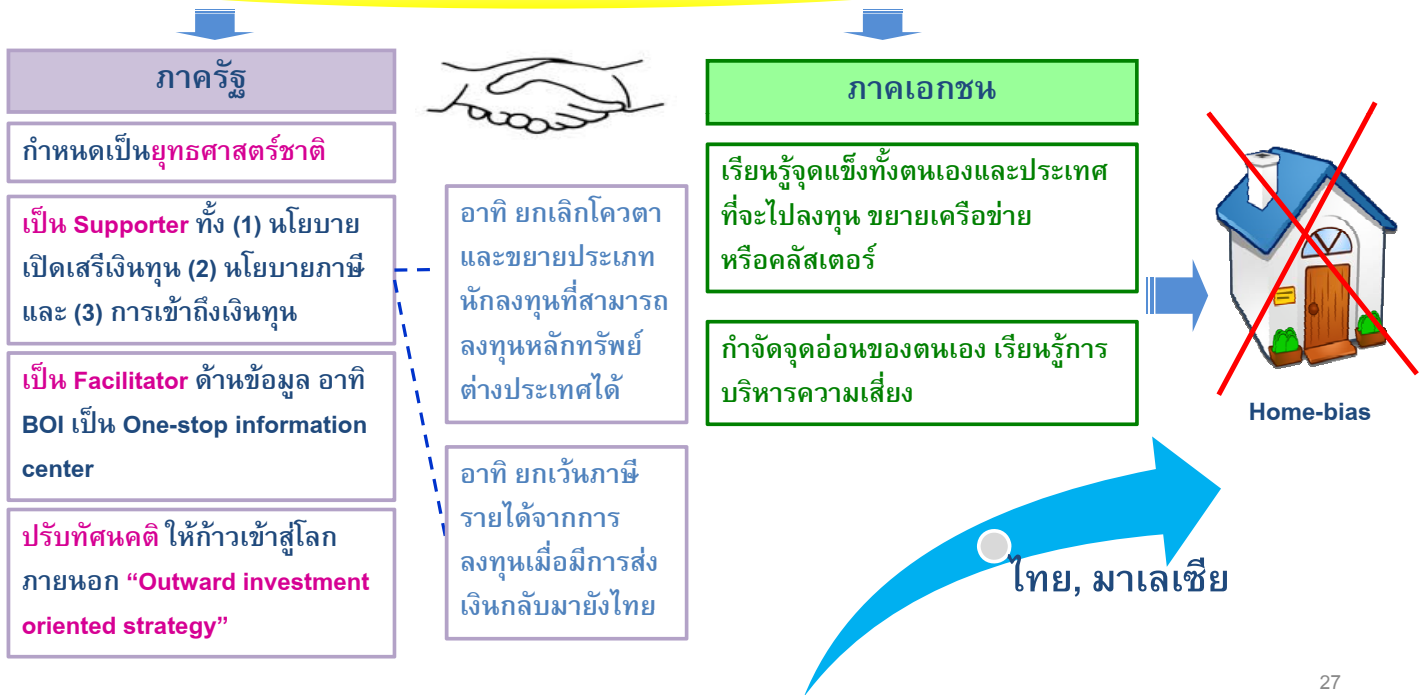 ภาครัฐ
กำหนดเป็นยุทธศาสตร์ชาติ
เป็น Supporter ทั้ง (1) นโยบาย
เปิดเสรีเงินทุน (2) นโยบายภาษี
และ (3) การเข้าถึงเงินทุน
เป็น Facilitator ด้านข้อมูล อาทิ
BOI เป็น One-stop information
center
ปรับทัศนคติ ให้ก้าวเข้าสู่โลก
ภายนอก “Outward investment
oriented strategy”
อาทิ ยกเลิกโควตา
และขยายประเภท
นักลงทุนที่สามารถ
ลงทุนหลักทรัพย์
ต่างประเทศได้
อาทิ ยกเว้นภาษี
รายได้จากการ
ลงทุนเมื่อมีการส่ง
เงินกลับมายังไทย
ภาคเอกชน
เรียนรู้จุดแข็งทั้งตนเองและประเทศ
ที่จะไปลงทุน ขยายเครือข่าย
หรือคลัสเตอร์
กำจัดจุดอ่อนของตนเอง เรียนรู้การ
บริหารความเสี่ยง
Home-bias
ไทย, มาเลเซีย
27